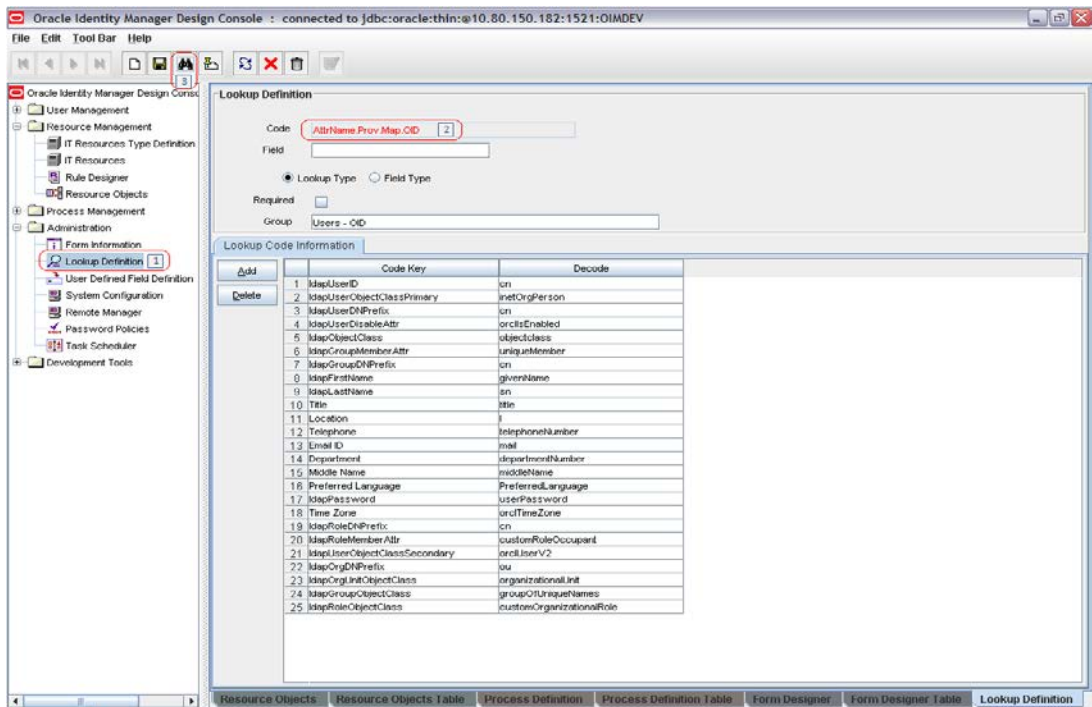 Oracle Identity Manager Design Console : connected to jdbc:oracle:thin:@10.80.150.182:1521:OIMDEV
File Edit Tool Bar Help
3
Oracle Identity Manager Design Consc
User Management
Resource Management
IT Resources Type Definition
IT Resources
Rule Designer
Resource Objects
Process Management
Administration
Form Information
Lookup Definition 1
User Defined Field Definition
System Configuration
Remote Manager
Password Policies
Task Scheduler
Development Tools
Lookup Definition
Code AttrName.Prov.Map.OID 2
Field
Lookup Type Field Type
Required
Group Users - OID
Lookup Code Information
Add
Delete
Code Key Decode
1 ldapUserID cn
2 ldapUserObjectClassPrimary inetOrgPerson
3 ldapUserDNPrefix cn
4 ldapUserDisableAttr orclIsEnabled
5 ldapObjectClass objectclass
6 ldapGroupMemberAttr uniqueMember
7 ldapGroupDNPrefix cn
8 ldapFirstName givenName
9 ldapLastName sn
10 Title title
11 Location l
12 Telephone telephoneNumber
13 Email ID mail
14 Department departmentNumber
15 Middle Name middleName
16 Preferred Language PreferredLanguage
17 ldapPassword userPassword
18 Time Zone orclTimeZone
19 ldapRoleDNPrefix cn
20 ldapRoleMemberAttr customRoleOccupant
21 ldapUserObjectClassSecondary orclUserV2
22 ldapOrgDNPrefix ou
23 ldapOrgUnitObjectClass organizationalUnit
24 ldapGroupObjectClass groupOfUniqueNames
25 ldapRoleObjectClass customOrganizationalRole
Resource Objects Resource Objects Table Process Definition Process Definition Table Form Designer Form Designer Table Lookup Definition